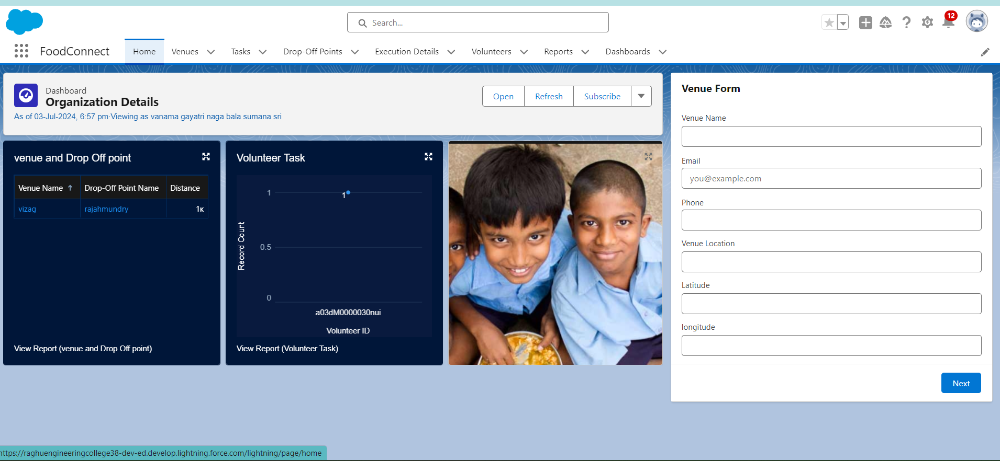 Search...
12
FoodConnect
Home
Venues
Tasks
Drop-Off Points
Execution Details
Volunteers
Reports
Dashboards
Dashboard
Organization Details
As of 03-Jul-2024, 6:57 pm·Viewing as vanama gayatri naga bala sumana sri
Open
Refresh
Subscribe
venue and Drop Off point
Venue Name ↑ Drop-Off Point Name Distance
vizag rajahmundry 1K
View Report (venue and Drop Off point)
Volunteer Task
Record Count
1
1
0.5
0
a03dM0000030nui
Volunteer ID
View Report (Volunteer Task)
Venue Form
Venue Name
Email
you@example.com
Phone
Venue Location
Latitude
longitude
Next
https://raghuengineeringcollege38-dev-ed.develop.lightning.force.com/lightning/page/home